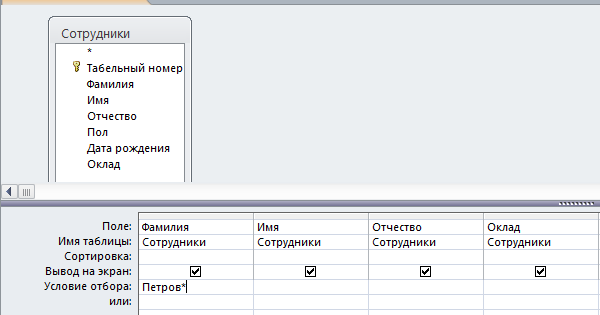 Сотрудники
*
Табельный номер
Фамилия
Имя
Отчество
Пол
Дата рождения
Оклад
Поле: Фамилия Имя Отчество Оклад
Имя таблицы: Сотрудники Сотрудники Сотрудники Сотрудники
Сортировка:
Вывод на экран:
Условие отбора: Петров*
или: